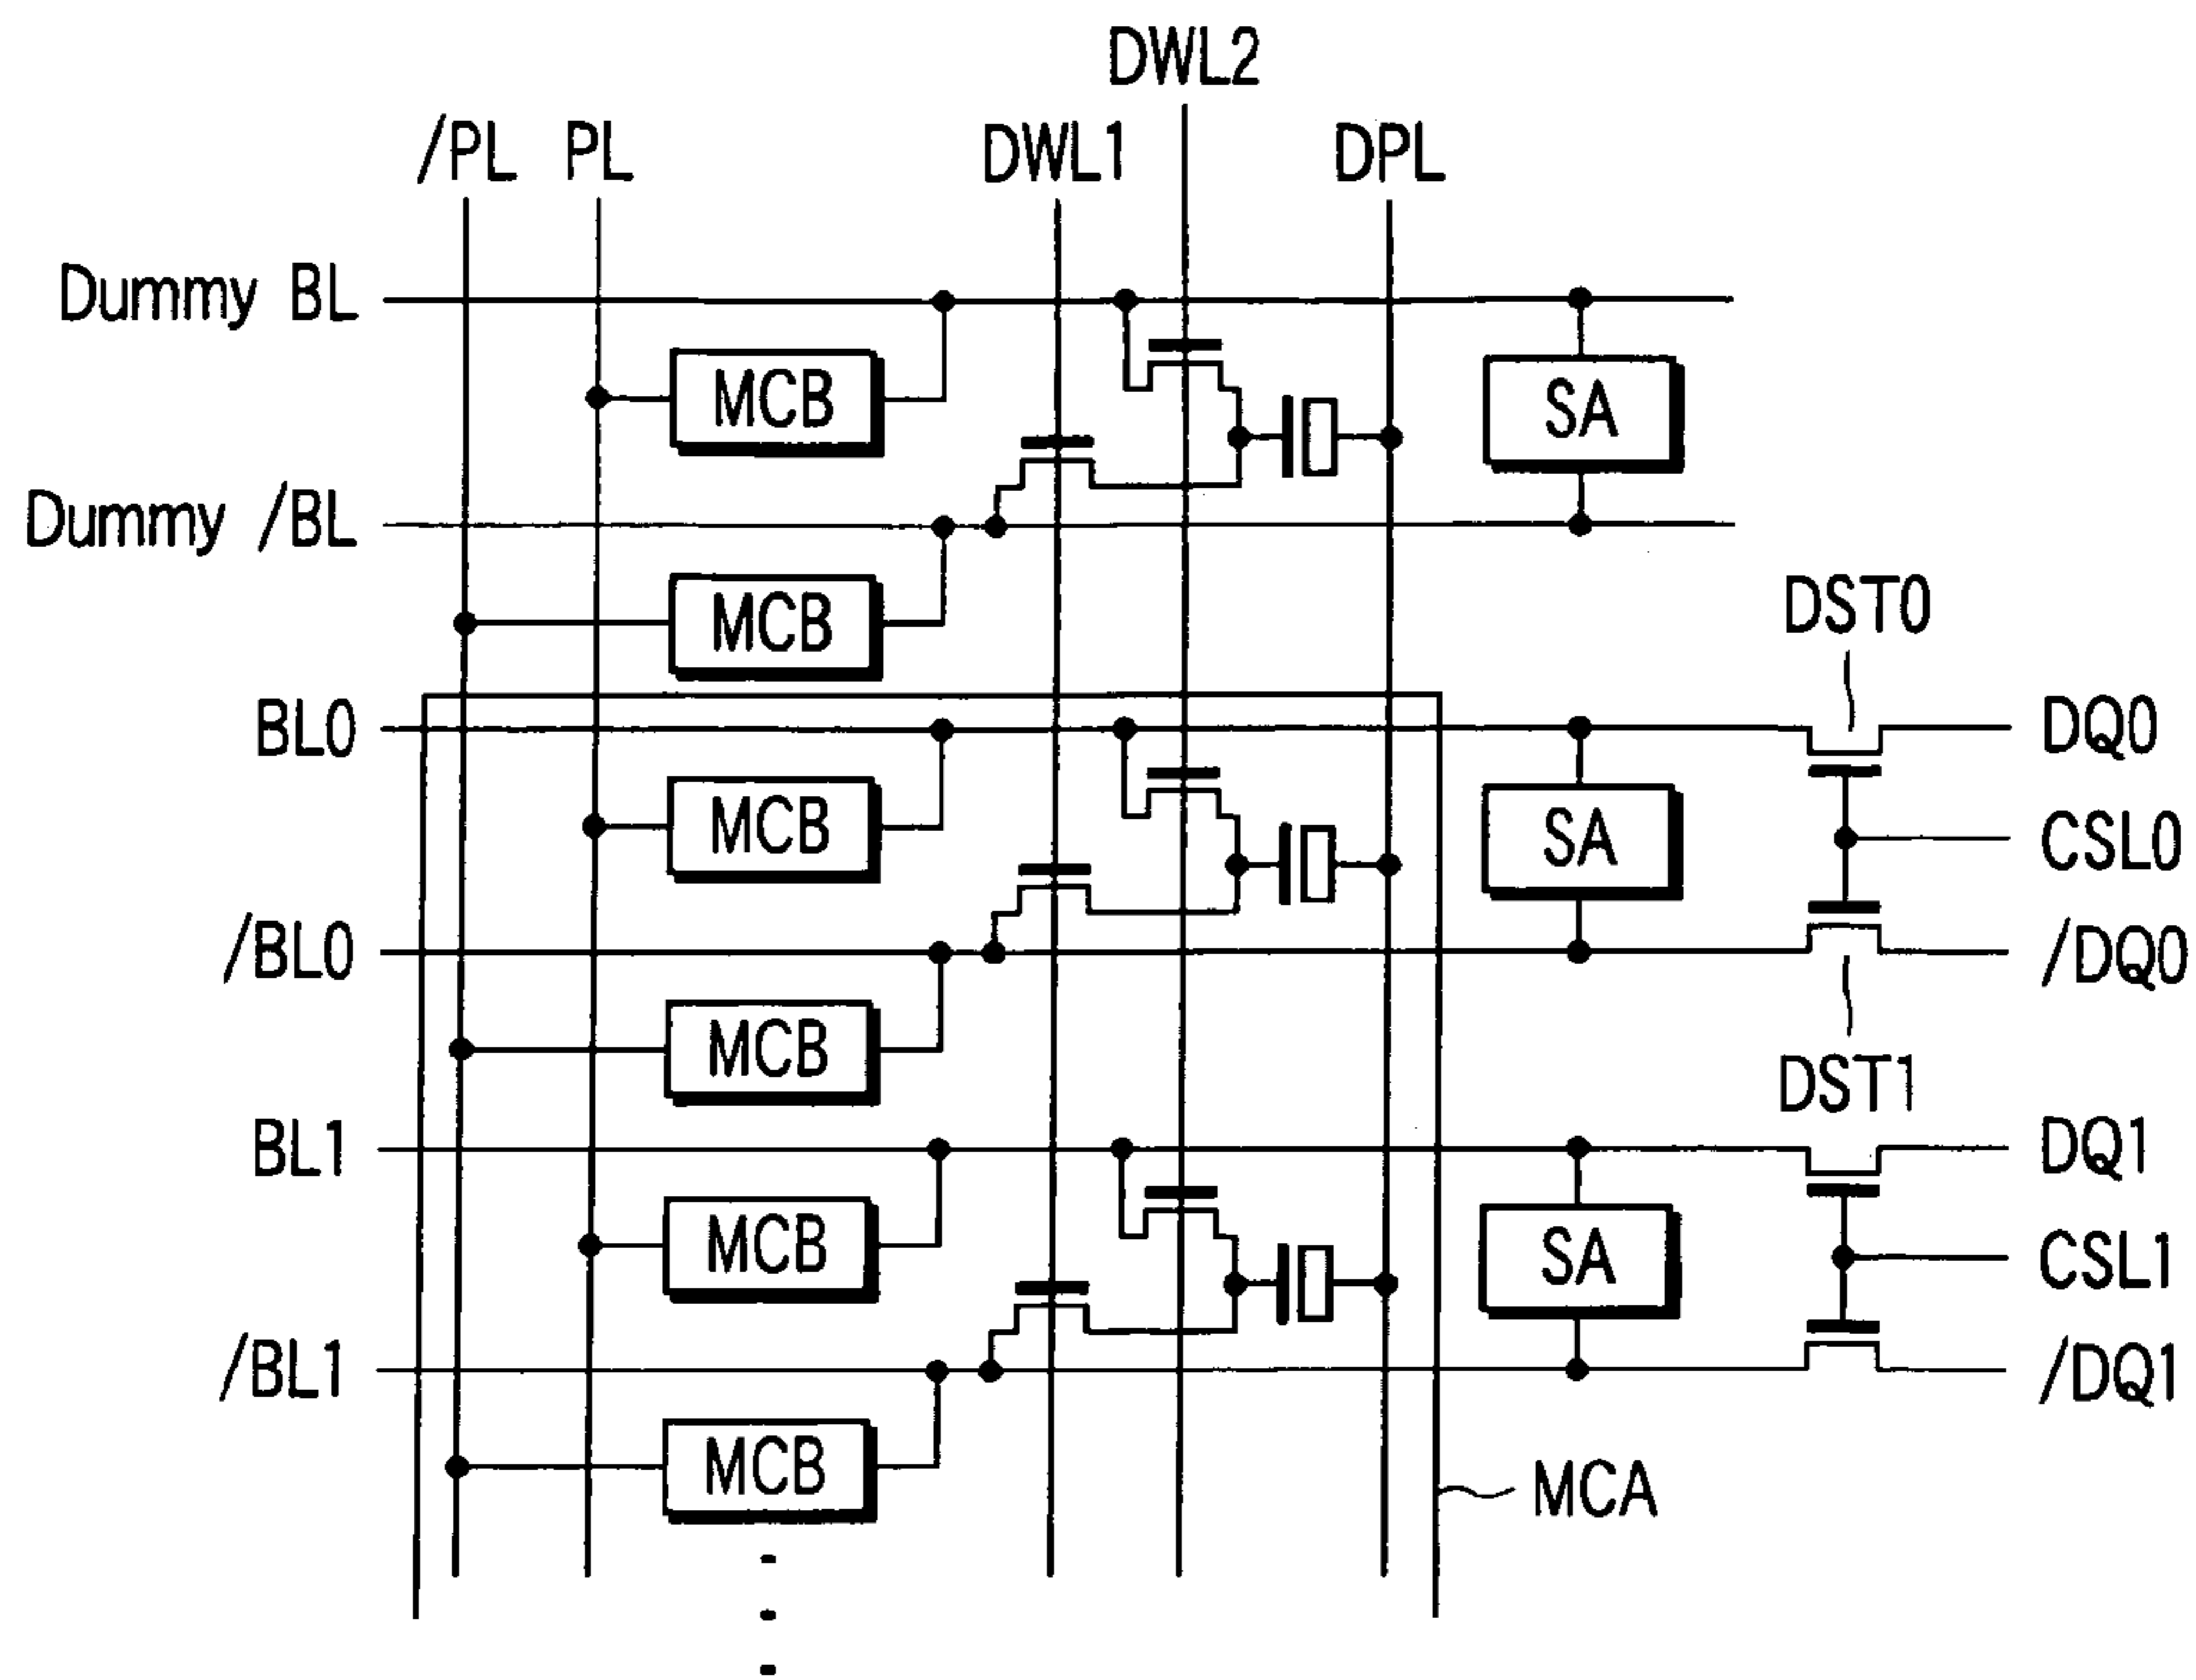 DWL2
/PL PL DWL1 DPL
Dummy BL
MCB SA
Dummy /BL
MCB
DST0
BL0 DQ0
MCB SA CSL0
/BL0 /DQ0
MCB
DST1
BL1 DQ1
MCB SA CSL1
/BL1 /DQ1
MCB MCA